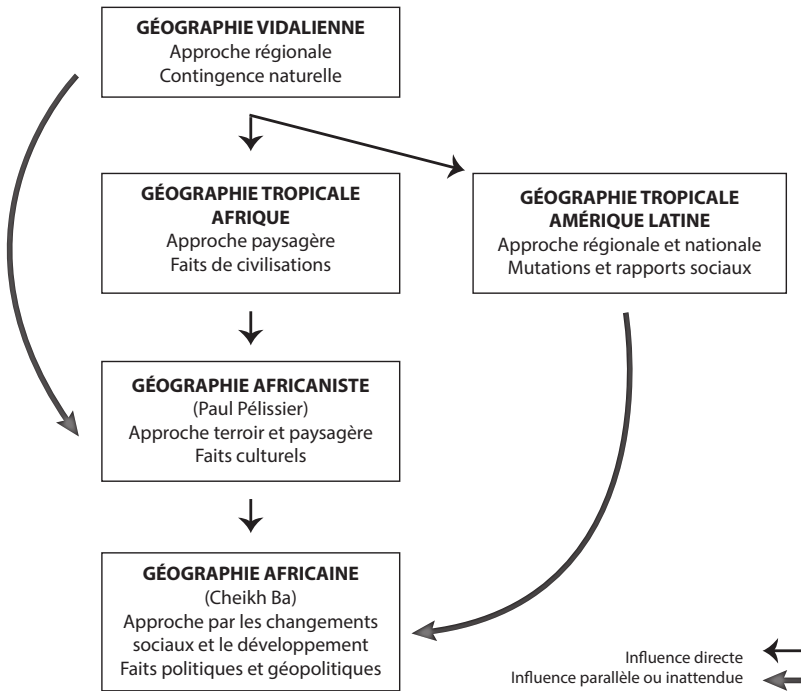 GÉOGRAPHIE VIDALIENNE
Approche régionale
Contingence naturelle
GÉOGRAPHIE TROPICALE
AFRIQUE
Approche paysagère
Faits de civilisations
GÉOGRAPHIE TROPICALE
AMÉRIQUE LATINE
Approche régionale et nationale
Mutations et rapports sociaux
GÉOGRAPHIE AFRICANISTE
(Paul Pélissier)
Approche terroir et paysagère
Faits culturels
GÉOGRAPHIE AFRICAINE
(Cheikh Ba)
Approche par les changements
sociaux et le développement
Faits politiques et géopolitiques
Influence directe
Influence parallèle ou inattendue